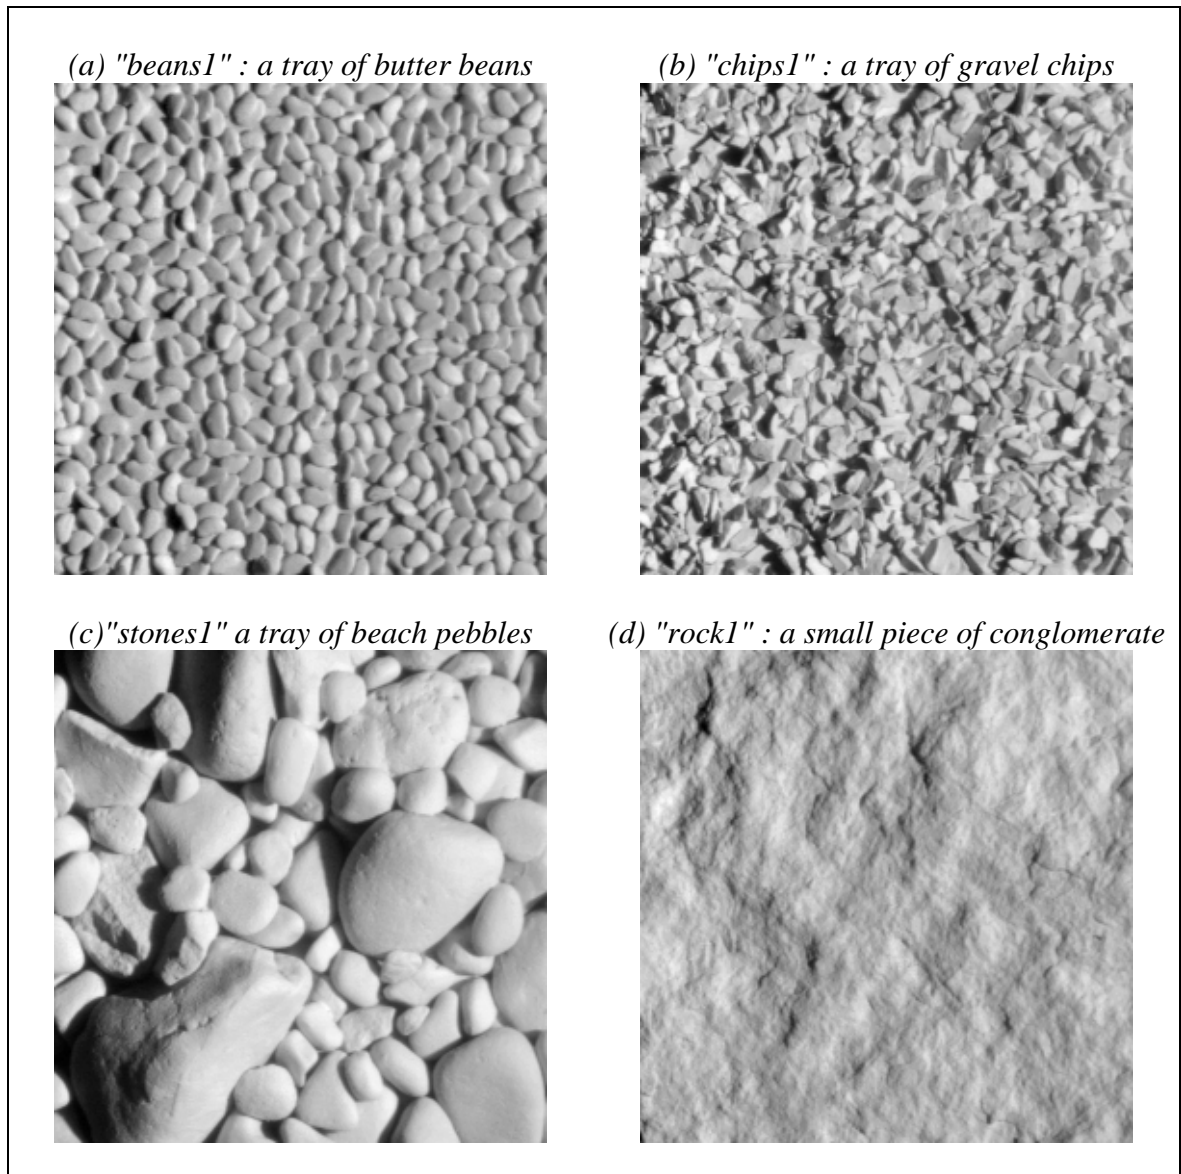 (a) "beans1" : a tray of butter beans
(b) "chips1" : a tray of gravel chips
(c)"stones1" a tray of beach pebbles
(d) "rock1" : a small piece of conglomerate